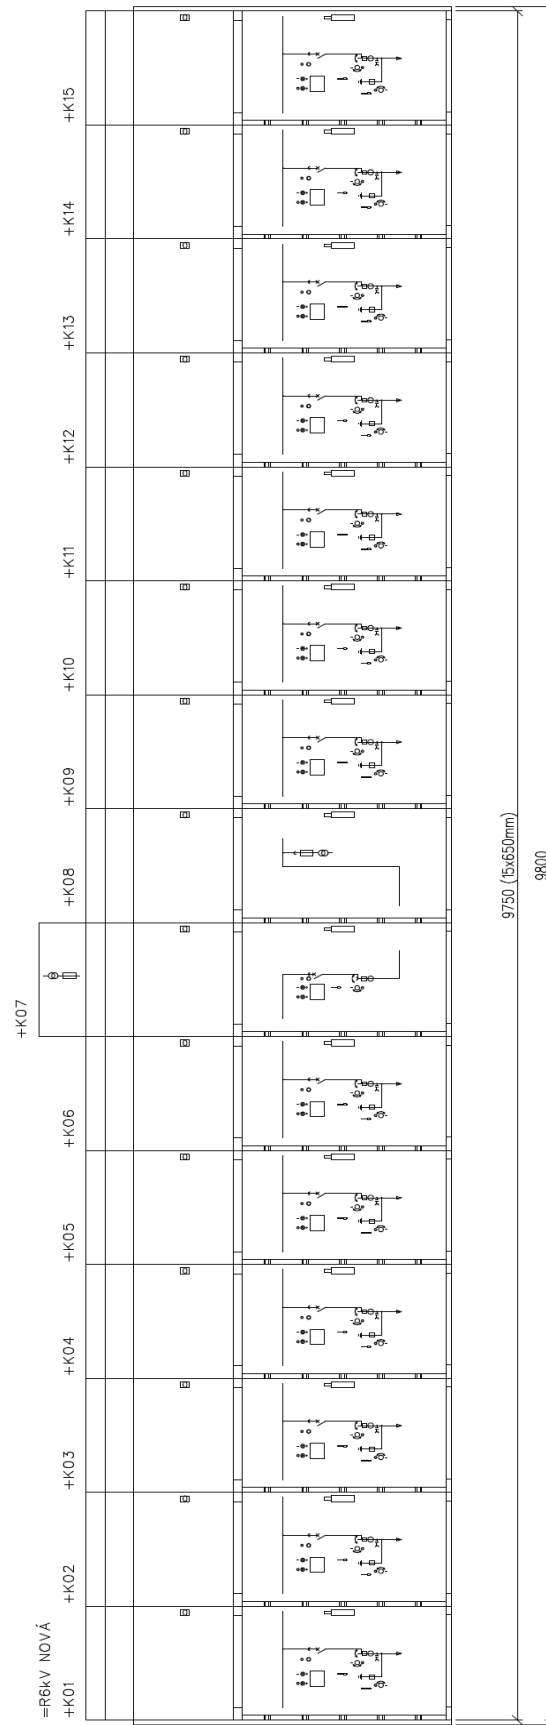 =R6kV NOVÁ
+K01
+K02
+K03
+K04
+K05
+K06
+K07
+K08
+K09
+K10
+K11
+K12
+K13
+K14
+K15
9750 (15x650mm)
9800